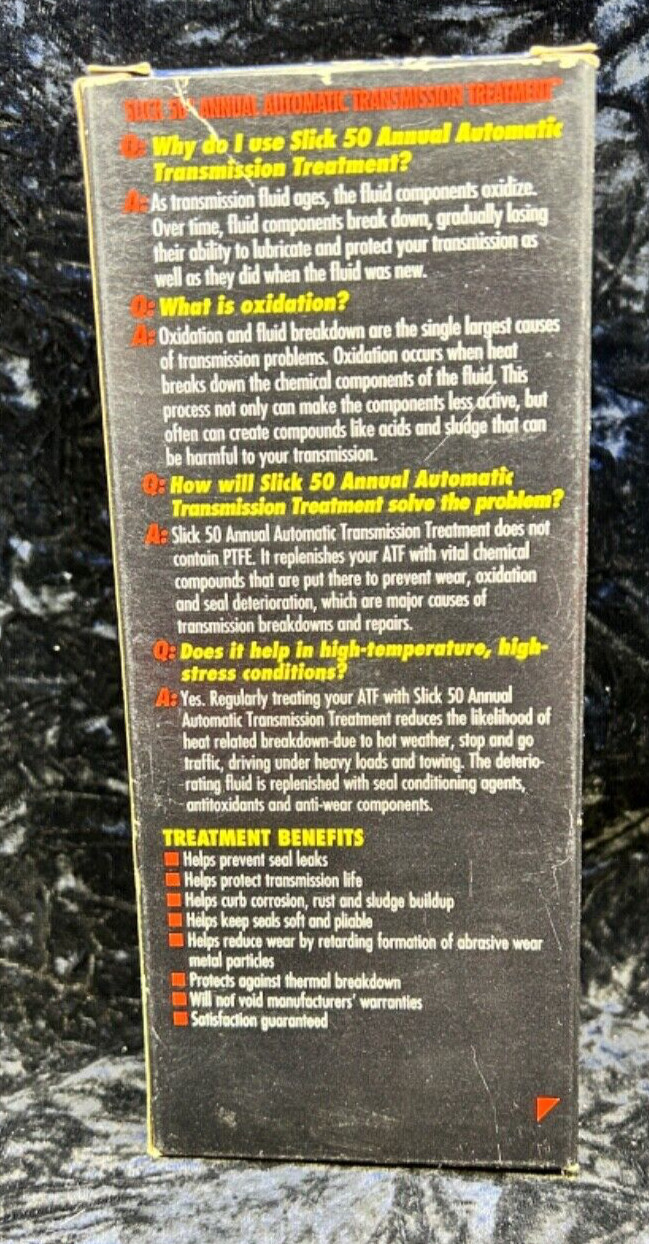 SLICK 50® ANNUAL AUTOMATIC TRANSMISSION TREATMENT™
Q: Why do I use Slick 50 Annual Automatic
Transmission Treatment?
A: As transmission fluid ages, the fluid components oxidize.
Over time, fluid components break down, gradually losing
their ability to lubricate and protect your transmission as
well as they did when the fluid was new.
Q: What is oxidation?
A: Oxidation and fluid breakdown are the single largest causes
of transmission problems. Oxidation occurs when heat
breaks down the chemical components of the fluid. This
process not only can make the components less active, but
often can create compounds like acids and sludge that can
be harmful to your transmission.
Q: How will Slick 50 Annual Automatic
Transmission Treatment solve the problem?
A: Slick 50 Annual Automatic Transmission Treatment does not
contain PTFE. It replenishes your ATF with vital chemical
compounds that are put there to prevent wear, oxidation
and seal deterioration, which are major causes of
transmission breakdowns and repairs.
Q: Does it help in high-temperature, high-
stress conditions?
A: Yes. Regularly treating your ATF with Slick 50 Annual
Automatic Transmission Treatment reduces the likelihood of
heat related breakdown-due to hot weather, stop and go
traffic, driving under heavy loads and towing. The deterio-
rating fluid is replenished with seal conditioning agents,
antitoxidants and anti-wear components.
TREATMENT BENEFITS
Helps prevent seal leaks
Helps protect transmission life
Helps curb corrosion, rust and sludge buildup
Helps keep seals soft and pliable
Helps reduce wear by retarding formation of abrasive wear
metal particles
Protects against thermal breakdown
Will not void manufacturers' warranties
Satisfaction guaranteed